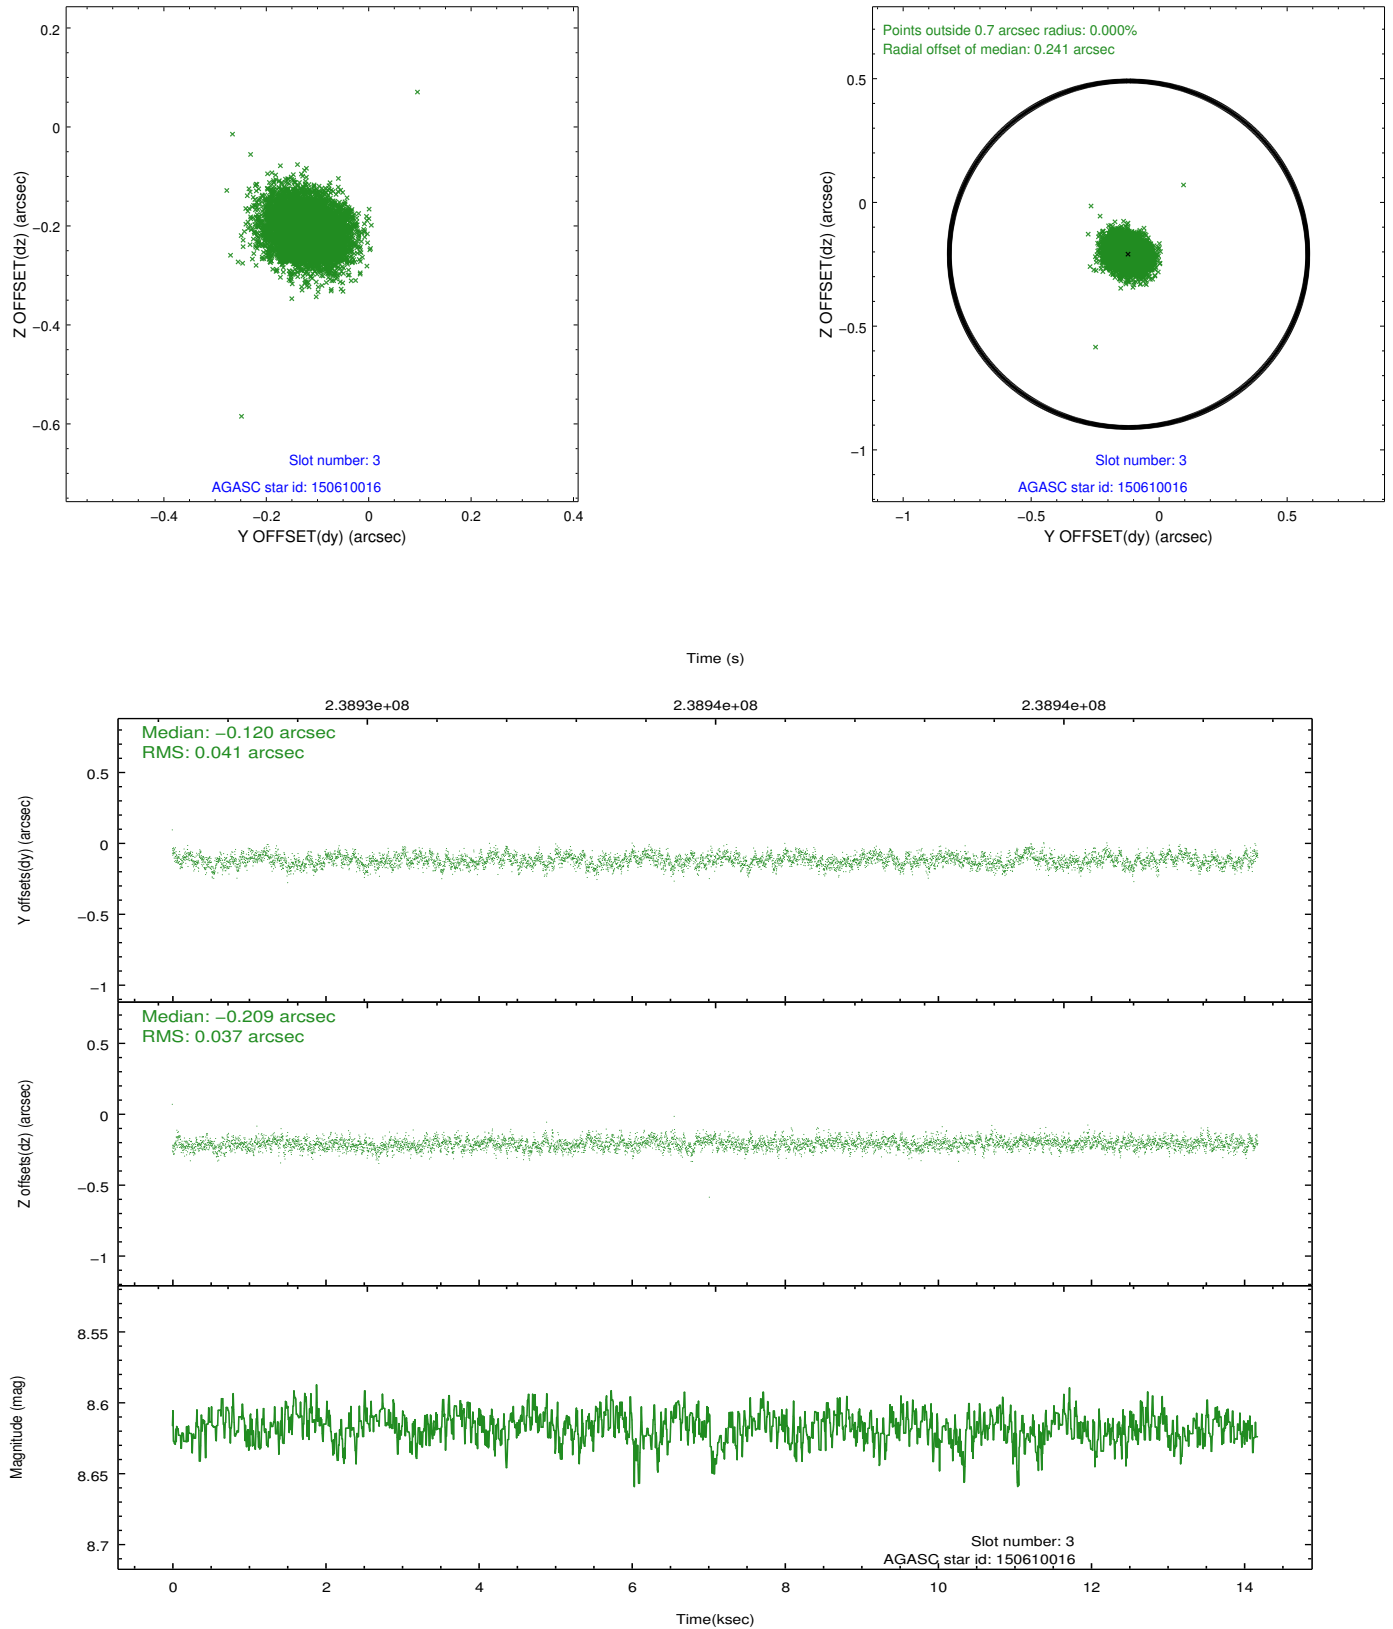 0.2
0
−0.2
−0.4
−0.6
Z OFFSET(dz) (arcsec)
Slot number: 3
AGASC star id: 150610016
−0.4
−0.2
0
0.2
0.4
Y OFFSET(dy) (arcsec)
Points outside 0.7 arcsec radius: 0.000%
Radial offset of median: 0.241 arcsec
0.5
0
−0.5
−1
Z OFFSET(dz) (arcsec)
Slot number: 3
AGASC star id: 150610016
−1
−0.5
0
0.5
Y OFFSET(dy) (arcsec)
Time (s)
2.3893e+08
2.3894e+08
2.3894e+08
Median: −0.120 arcsec
RMS: 0.041 arcsec
0.5
0
−0.5
−1
Y offsets(dy) (arcsec)
Median: −0.209 arcsec
RMS: 0.037 arcsec
0.5
0
−0.5
−1
Z offsets(dz) (arcsec)
8.55
8.6
8.65
8.7
Magnitude (mag)
Slot number: 3
AGASC star id: 150610016
0
2
4
6
8
10
12
14
Time(ksec)